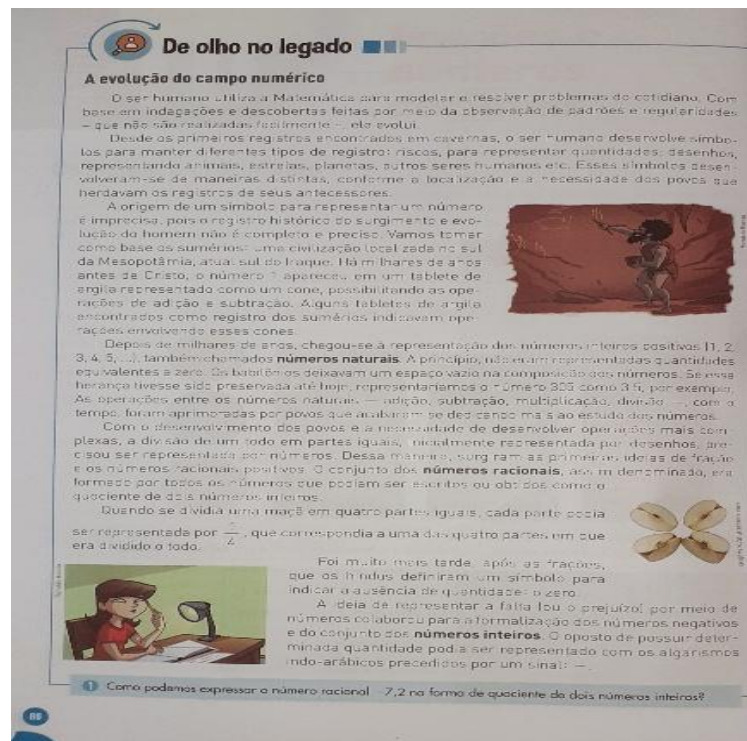 De olho no legado
A evolução do campo numérico
O ser humano utiliza a Matemática para modelar e resolver problemas do cotidiano. Com
base em indagações e descobertas feitas por meio da observação de padrões e regularidades
– que não são realizadas facilmente –, ele evolui.
Desde os primeiros registros encontrados em cavernas, o ser humano desenvolve símbo-
los para manter diferentes tipos de registro: riscos, para representar quantidades; desenhos,
representando animais, estrelas, planetas, outros seres humanos etc. Esses símbolos desen-
volveram-se de maneiras distintas, conforme a localização e a necessidade dos povos que
herdavam os registros de seus antecessores.
A origem de um símbolo para representar um número
é imprecisa, pois o registro histórico do surgimento e evo-
lução do homem não é completo e preciso. Vamos tomar
como base os sumérios: uma civilização localizada no sul
da Mesopotâmia, atual sul do Iraque. Há milhares de anos
antes de Cristo, o número 1 apareceu em um tablete de
argila representado como um cone, possibilitando as ope-
rações de adição e subtração. Alguns tabletes de argila
encontrados como registro dos sumérios indicavam ope-
rações envolvendo esses cones.
Depois de milhares de anos, chegou-se à representação dos números inteiros positivos (1, 2,
3, 4, 5, ...), também chamados números naturais. A princípio, não eram representadas quantidades
equivalentes a zero. Os babilônios deixavam um espaço vazio na composição dos números. Se essa
herança tivesse sido preservada até hoje, representaríamos o número 305 como 3 5, por exemplo.
As operações entre os números naturais — adição, subtração, multiplicação, divisão —, com o
tempo, foram aprimoradas por povos que acabaram se dedicando mais ao estudo dos números.
Com o desenvolvimento dos povos e a necessidade de desenvolver operações mais com-
plexas, a divisão de um todo em partes iguais, inicialmente representada por desenhos, pre-
cisou ser representada por números. Dessa maneira, surgiram as primeiras ideias de fração
e os números racionais positivos. O conjunto dos números racionais, assim denominado, era
formado por todos os números que podiam ser escritos ou obtidos como o
quociente de dois números inteiros.
Quando se dividia uma maçã em quatro partes iguais, cada parte podia
ser representada por 1/4, que correspondia a uma das quatro partes em que
era dividido o todo.
Foi muito mais tarde, após as frações,
que os hindus definiram um símbolo para
indicar a ausência de quantidade: o zero.
A ideia de representar a falta (ou o prejuízo) por meio de
números colaborou para a formalização dos números negativos
e do conjunto dos números inteiros. O oposto de possuir deter-
minada quantidade podia ser representado com os algarismos
indo-arábicos precedidos por um sinal: –.
1 Como podemos expressar o número racional –7,2 na forma de quociente de dois números inteiros?